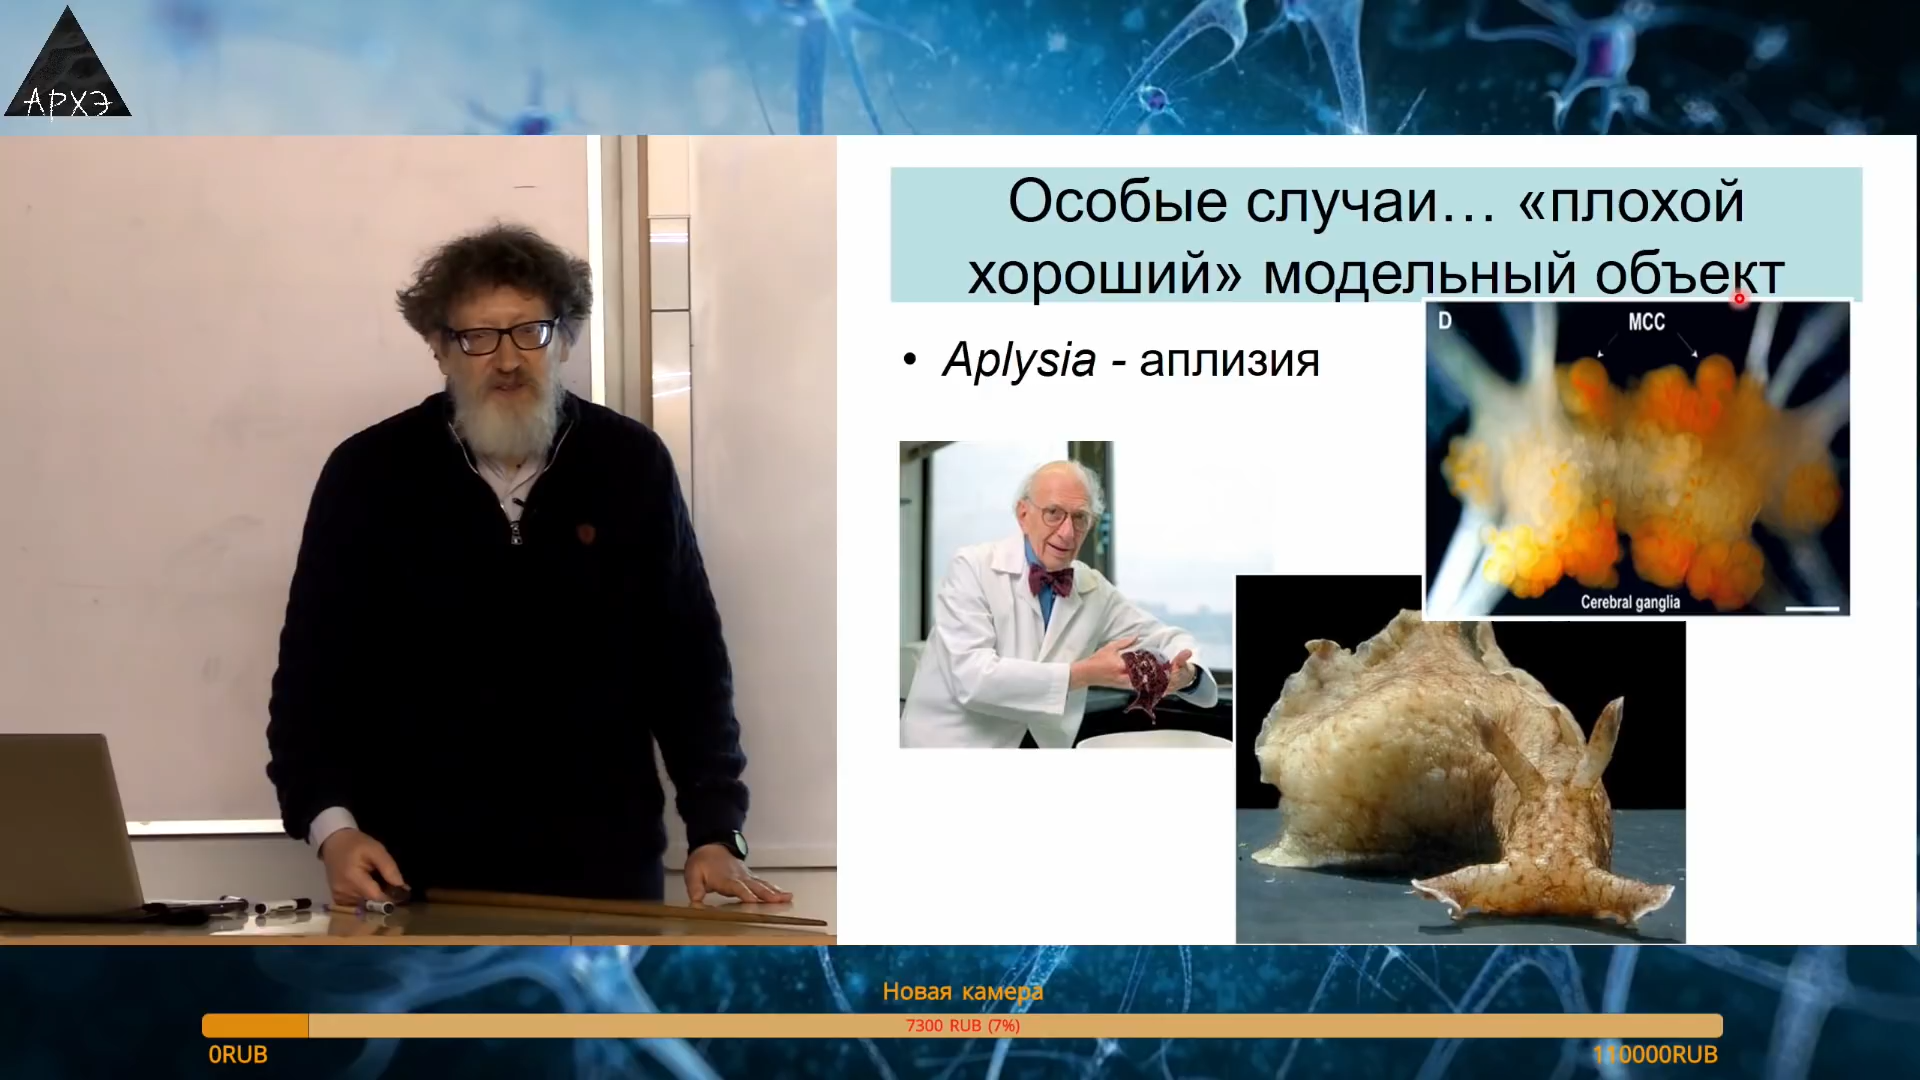 АРХЭ
Особые случаи… «плохой
хороший» модельный объект
• Aplysia - аплизия
D
MCC
Cerebral ganglia
Новая камера
7300 RUB (7%)
0RUB
110000RUB